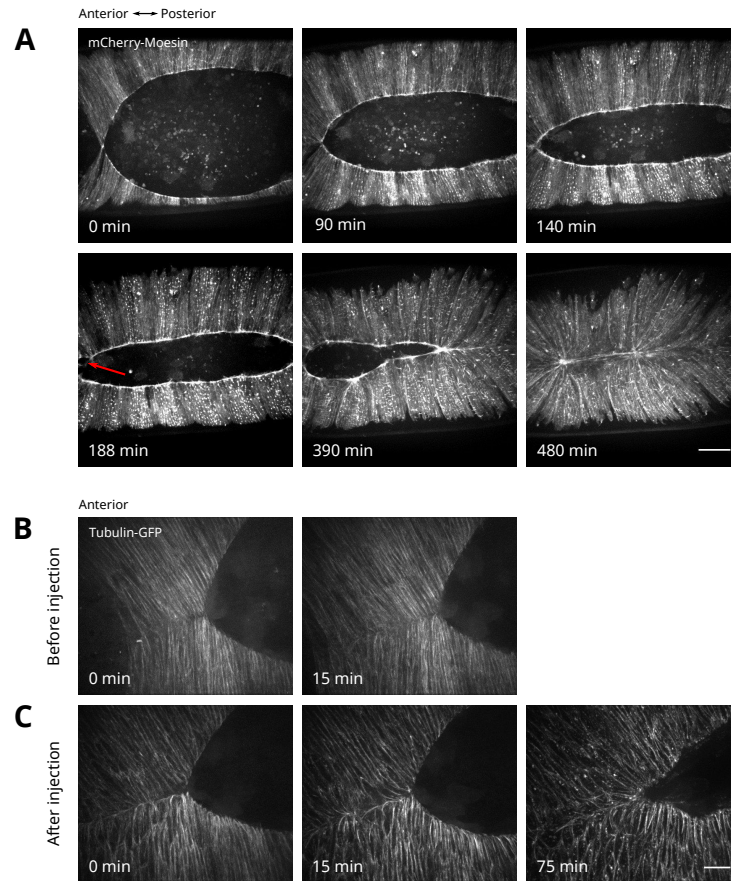 Anterior ↔ Posterior
A
mCherry-Moesin
0 min
90 min
140 min
188 min
390 min
480 min
Anterior
B
Before injection
Tubulin-GFP
0 min
15 min
C
After injection
0 min
15 min
75 min